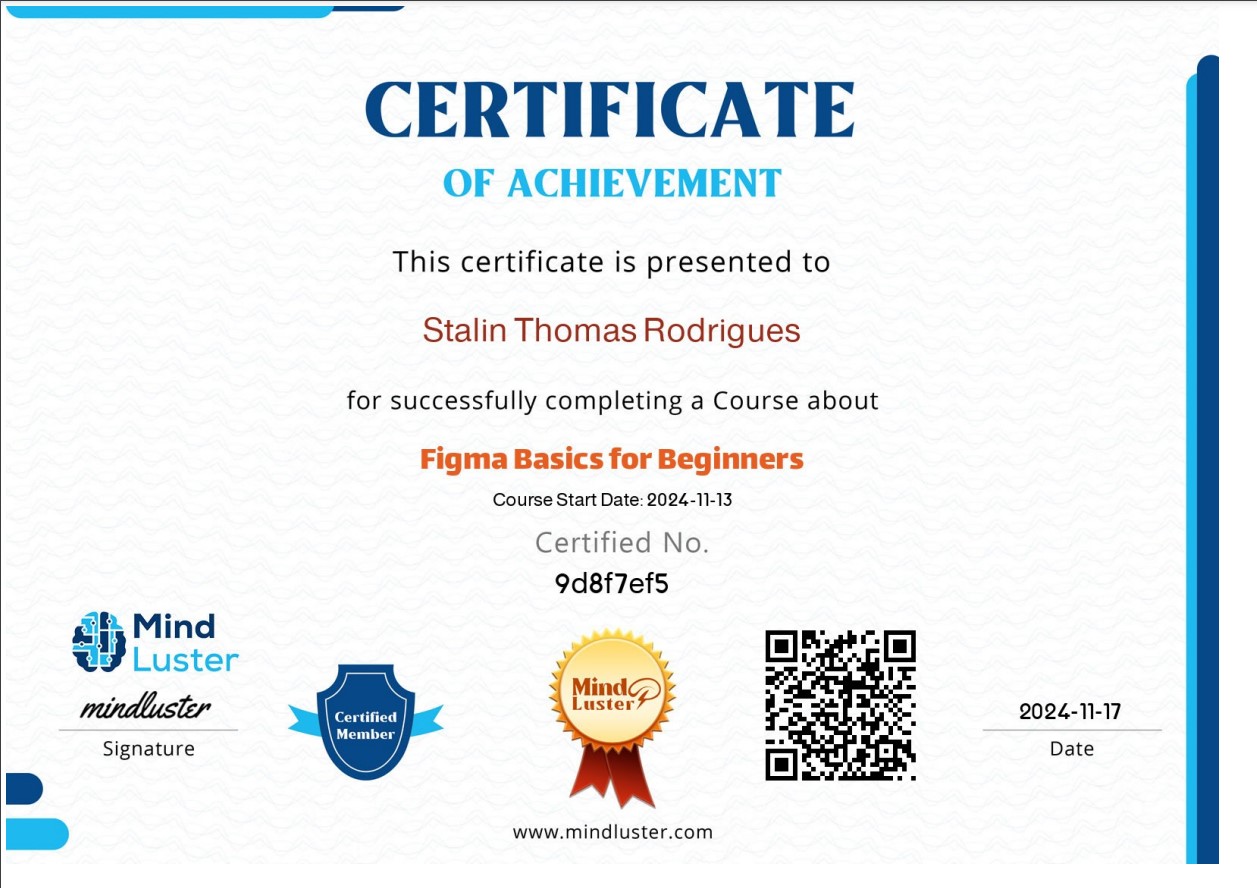 CERTIFICATE
OF ACHIEVEMENT
This certificate is presented to
Stalin Thomas Rodrigues
for successfully completing a Course about
Figma Basics for Beginners
Course Start Date: 2024-11-13
Certified No.
9d8f7ef5
Mind
Luster
mindluster
Signature
Certified
Member
Mind
Luster
2024-11-17
Date
www.mindluster.com